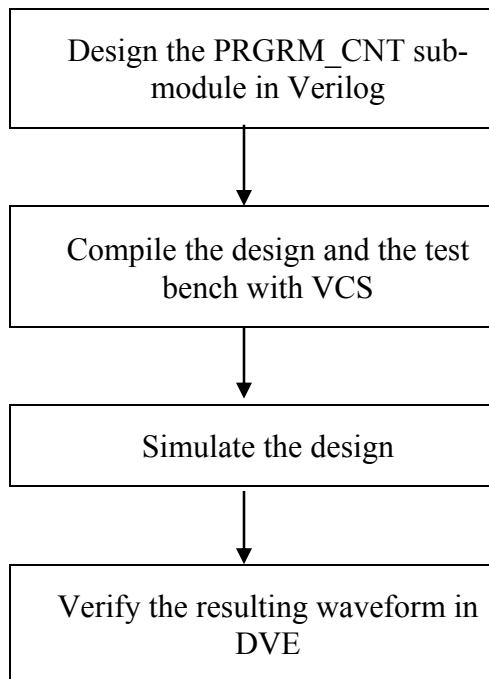 Design the PRGRM_CNT sub-
module in Verilog
Compile the design and the test
bench with VCS
Simulate the design
Verify the resulting waveform in
DVE